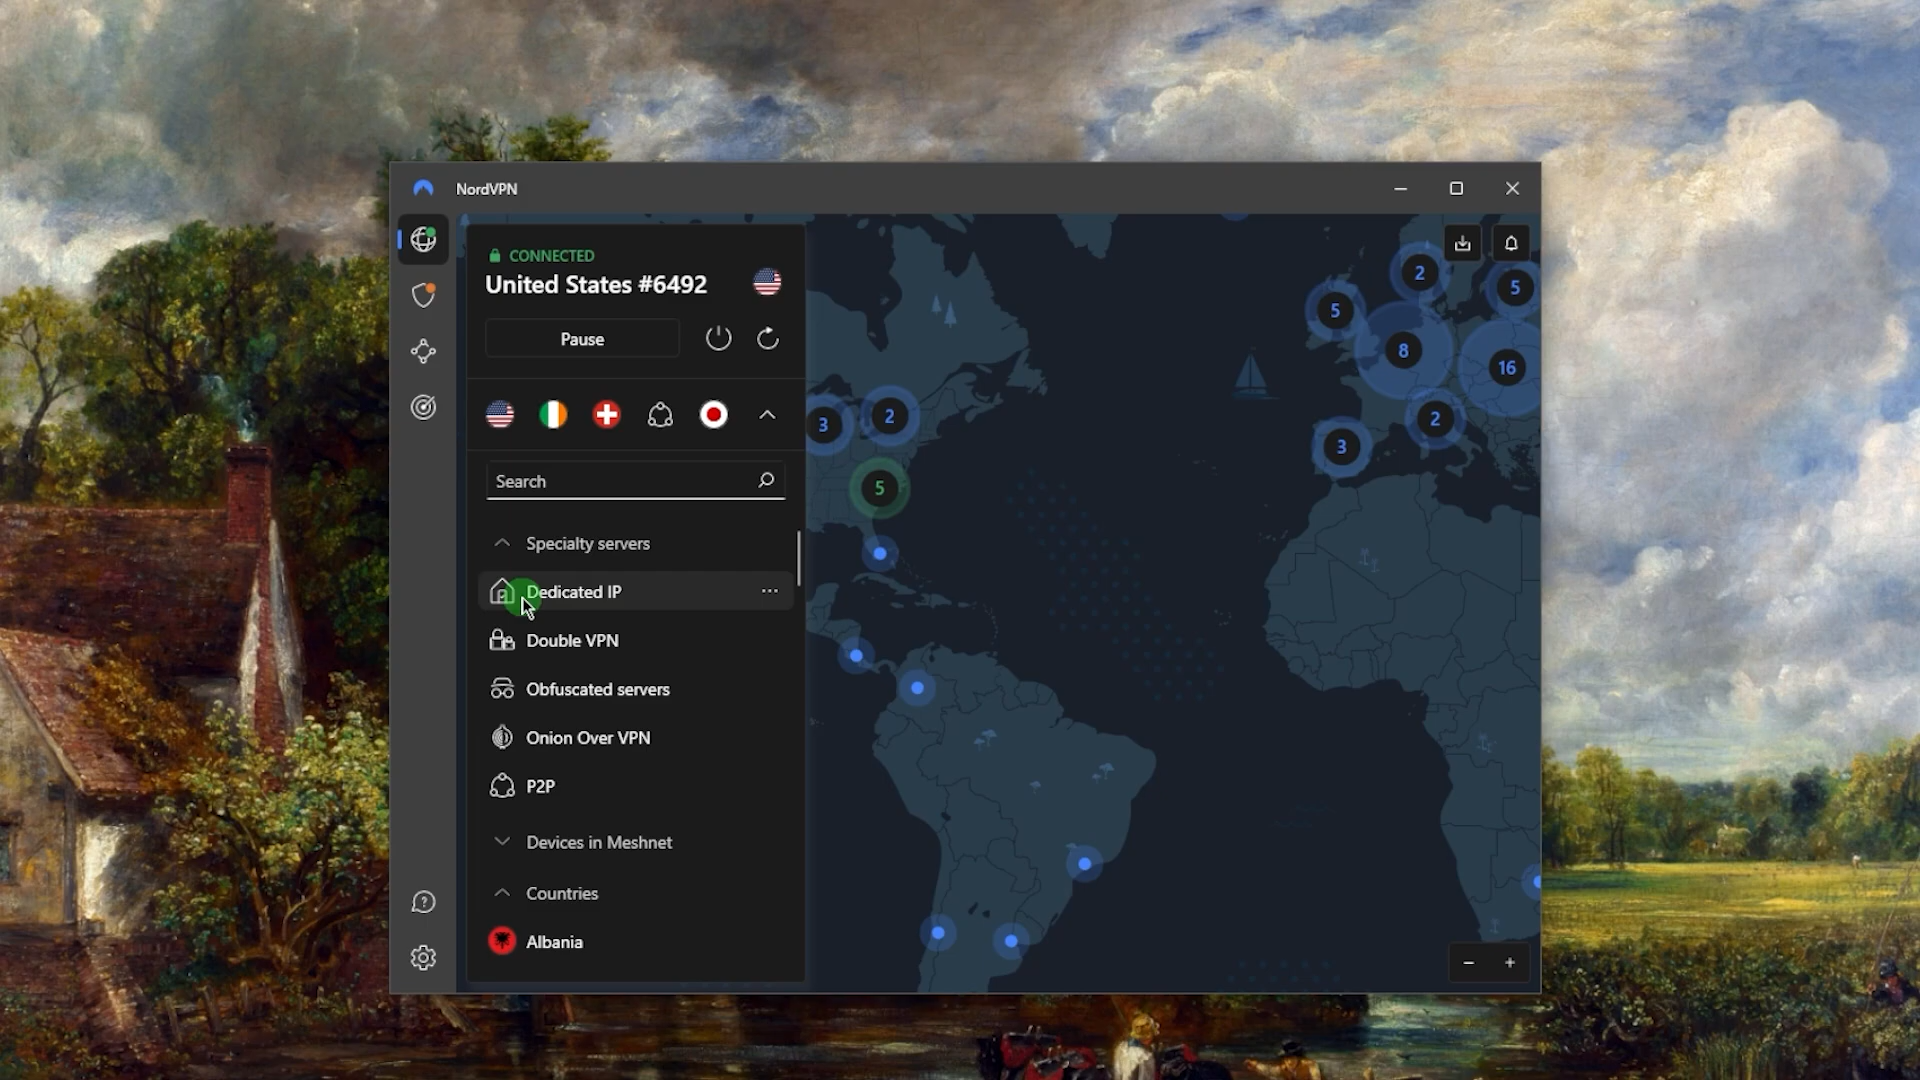 NordVPN
CONNECTED
United States #6492
Pause
Search
Specialty servers
Dedicated IP
Double VPN
Obfuscated servers
Onion Over VPN
P2P
Devices in Meshnet
Countries
Albania
2
5
5
8
16
2
3
3
2
5